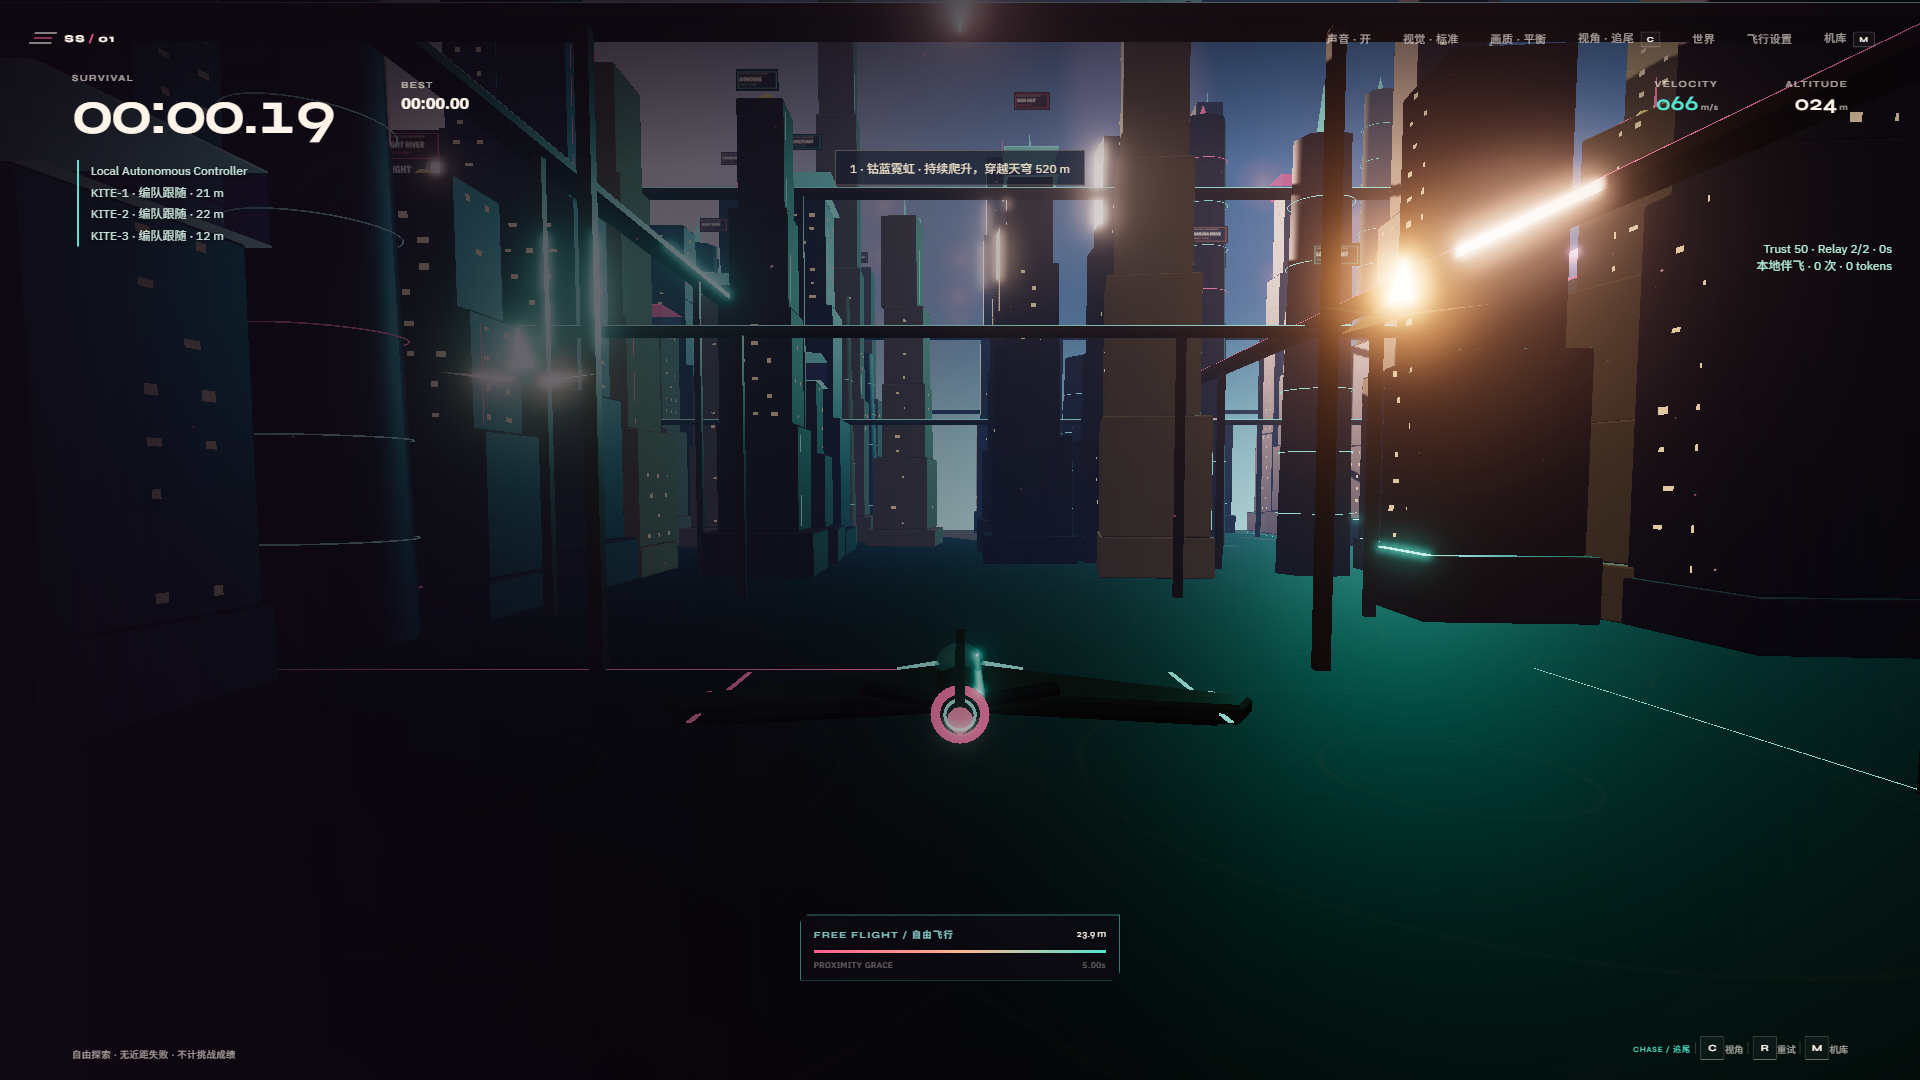 SS / 01
声音 · 开 视觉 · 标准 画质 · 平衡 视角 · 追尾 C 世界 飞行设置 机库 M
SURVIVAL
00:00.19
BEST
00:00.00
VELOCITY
066 m/s
ALTITUDE
024 m
Local Autonomous Controller
KITE-1 · 编队跟随 · 21 m
KITE-2 · 编队跟随 · 22 m
KITE-3 · 编队跟随 · 12 m
1 · 钴蓝霓虹 · 持续爬升，穿越天穹 520 m
Trust 50 · Relay 2/2 · 0s
本地伴飞 · 0 次 · 0 tokens
FREE FLIGHT / 自由飞行 23.9 m
PROXIMITY GRACE 5.00s
自由探索 · 无近距失败 · 不计挑战成绩
CHASE / 追尾 C 视角 R 重试 M 机库